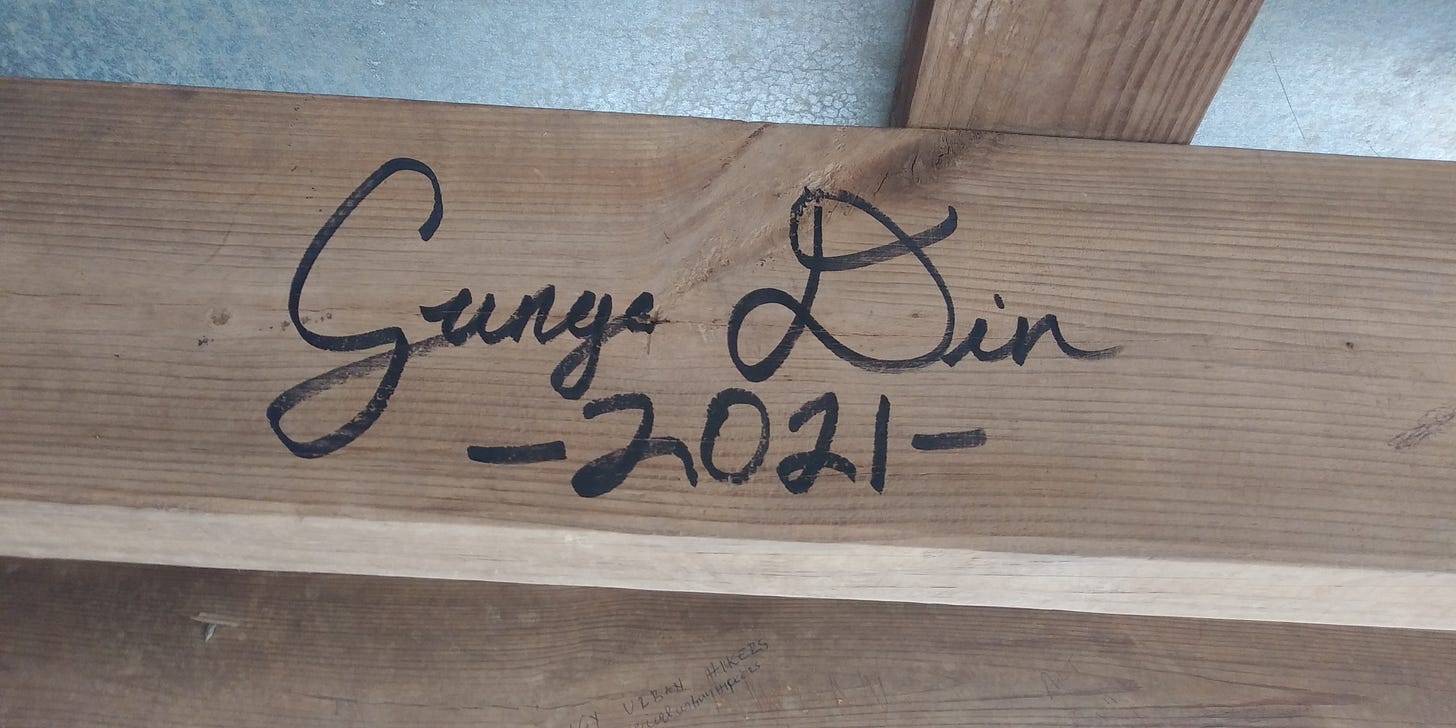 Gunga Din
-2021-
URBAN HIKERS